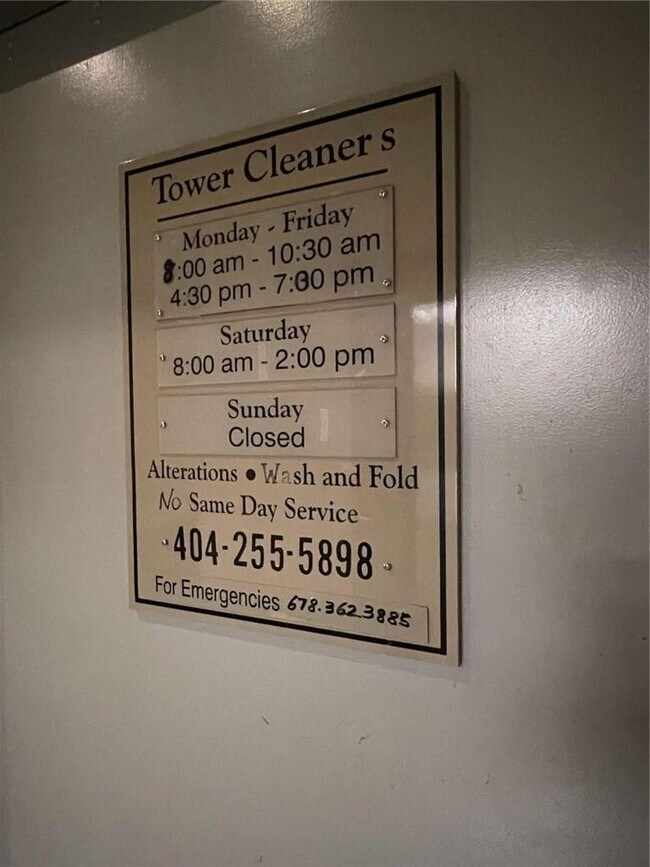 Tower Cleaners
Monday - Friday
8:00 am - 10:30 am
4:30 pm - 7:00 pm
Saturday
8:00 am - 2:00 pm
Sunday
Closed
Alterations • Wash and Fold
No Same Day Service
404-255-5898
For Emergencies 678.362.3885